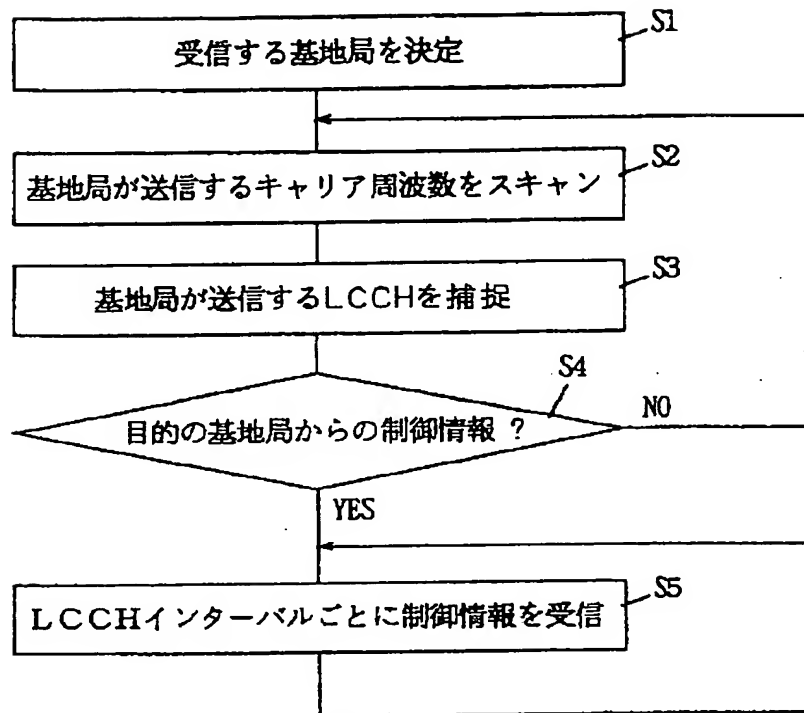 受信する基地局を決定
S1
基地局が送信するキャリア周波数をスキャン
S2
基地局が送信するLCCHを捕捉
S3
目的の基地局からの制御情報 ?
S4
NO
YES
LCCHインターバルごとに制御情報を受信
S5